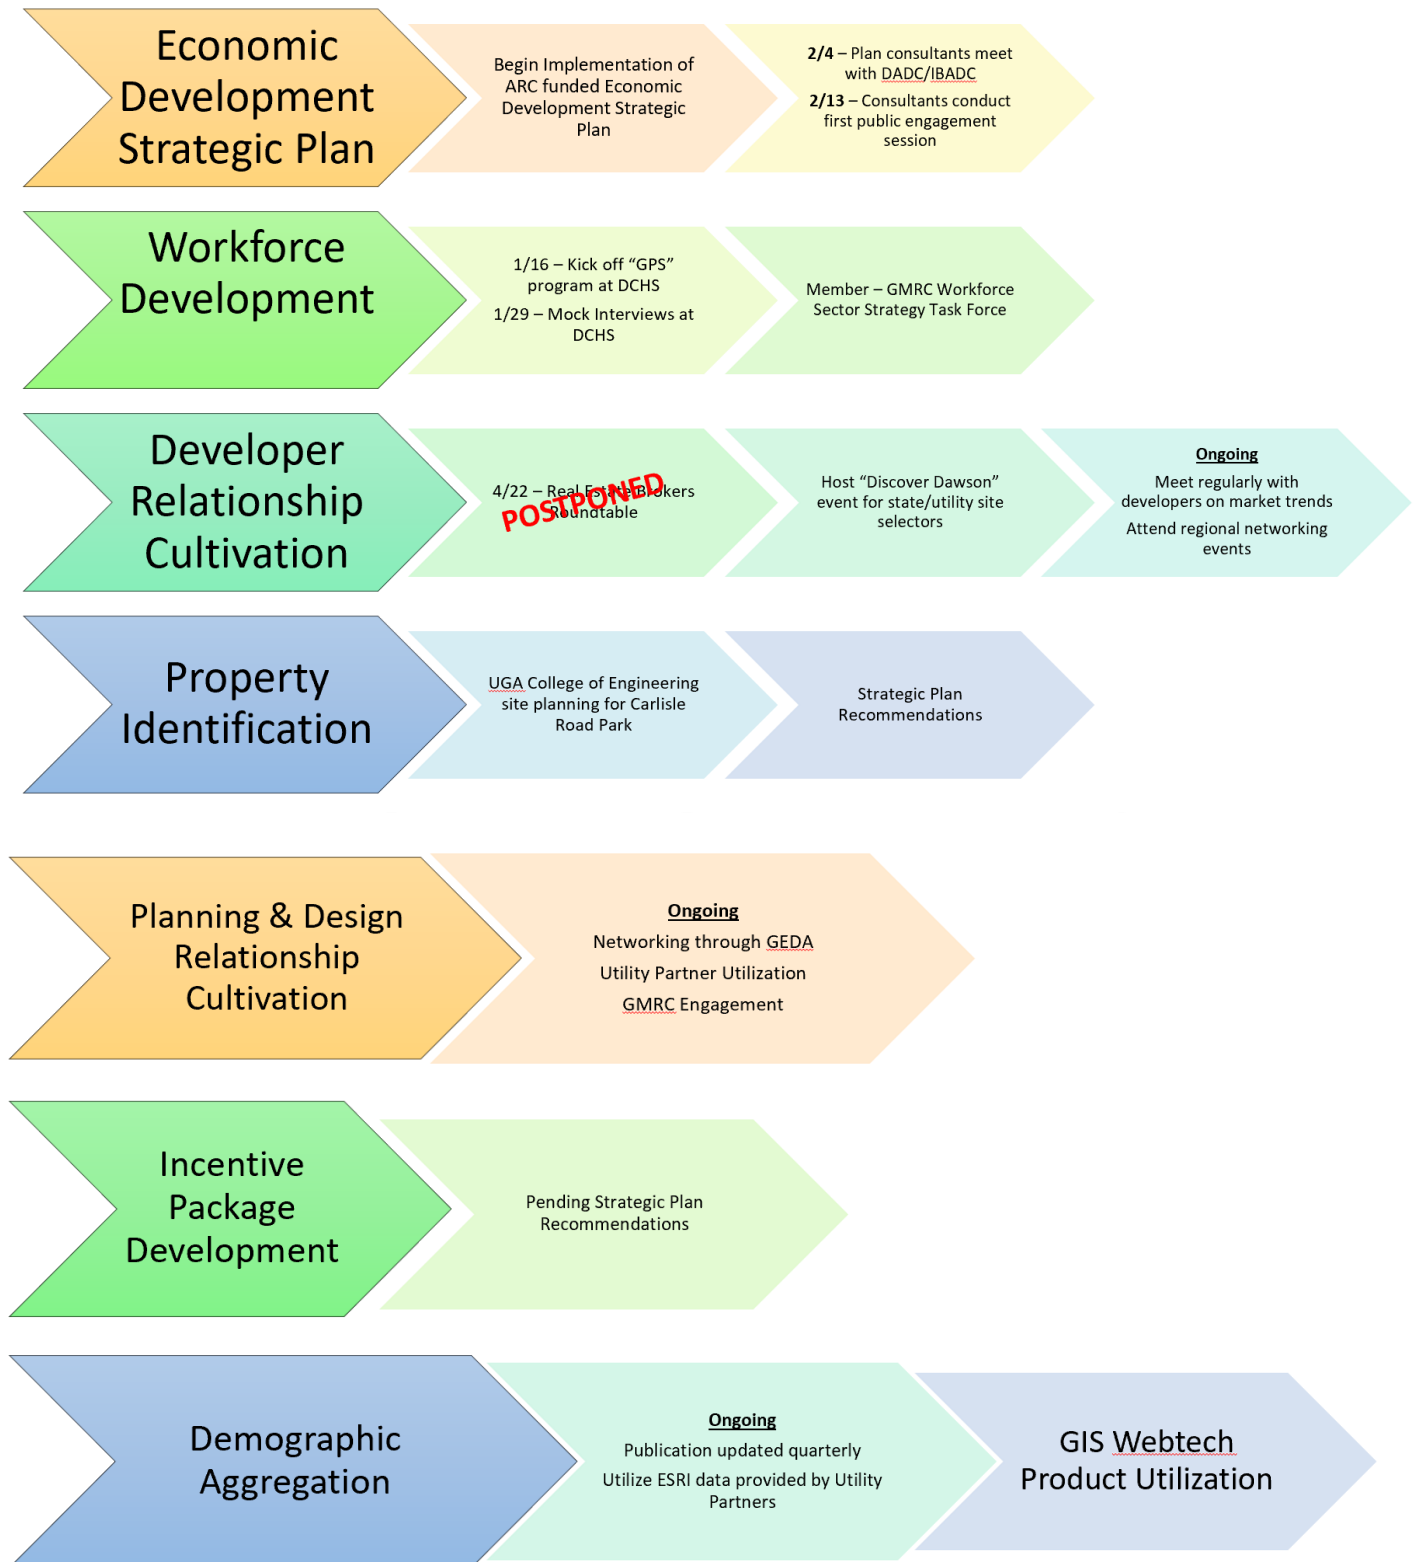 Economic
Development
Strategic Plan
Begin Implementation of
ARC funded Economic
Development Strategic
Plan
2/4 – Plan consultants meet
with DADC/IBADC
2/13 – Consultants conduct
first public engagement
session
Workforce
Development
1/16 – Kick off “GPS”
program at DCHS
1/29 – Mock Interviews at
DCHS
Member – GMRC Workforce
Sector Strategy Task Force
Developer
Relationship
Cultivation
4/22 – Real Estate Brokers
Roundtable
POSTPONED
Host “Discover Dawson”
event for state/utility site
selectors
Ongoing
Meet regularly with
developers on market trends
Attend regional networking
events
Property
Identification
UGA College of Engineering
site planning for Carlisle
Road Park
Strategic Plan
Recommendations
Planning & Design
Relationship
Cultivation
Ongoing
Networking through GEDA
Utility Partner Utilization
GMRC Engagement
Incentive
Package
Development
Pending Strategic Plan
Recommendations
Demographic
Aggregation
Ongoing
Publication updated quarterly
Utilize ESRI data provided by Utility
Partners
GIS Webtech
Product Utilization